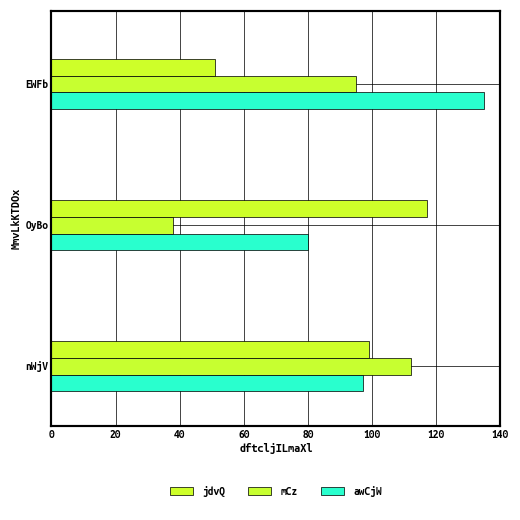 EWFb
OyBo
nWjV
MmvLkKTDOx
0 20 40 60 80 100 120 140
dftcljILmaXl
jdvQ mCz awCjW